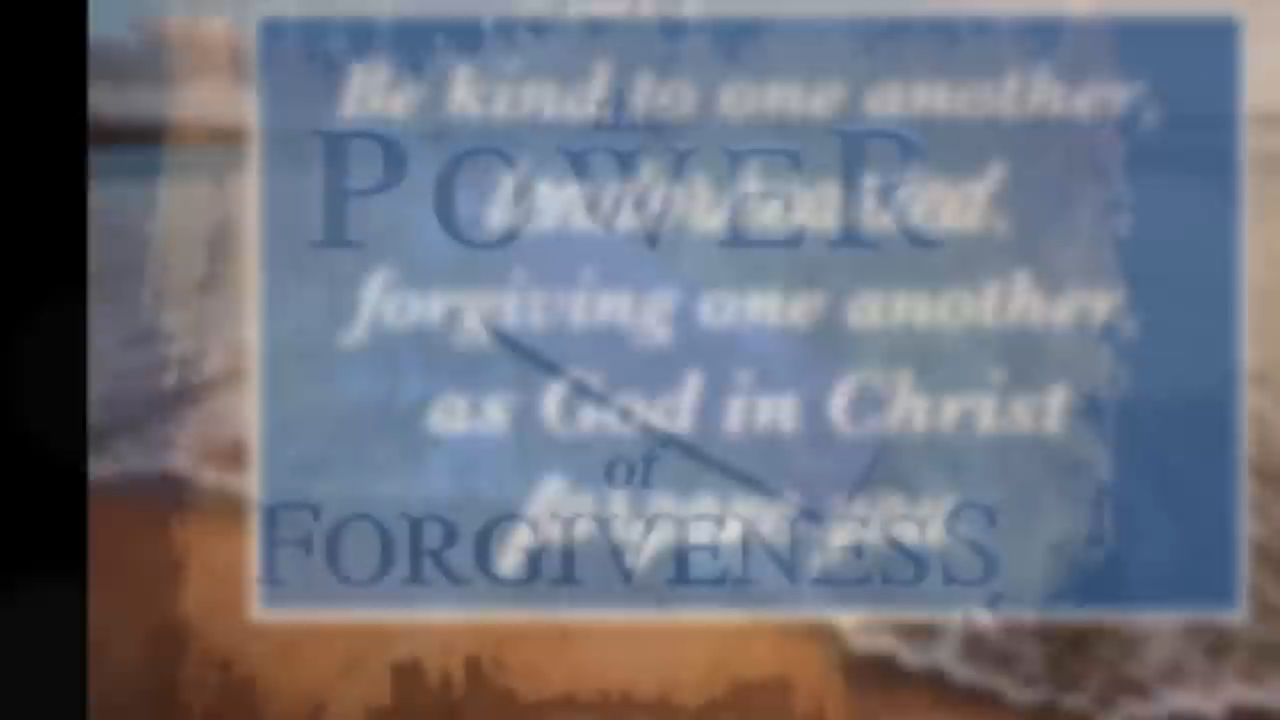 Be kind to one another,
POWER
forgiving one another,
as God in Christ
of
FORGIVENESS